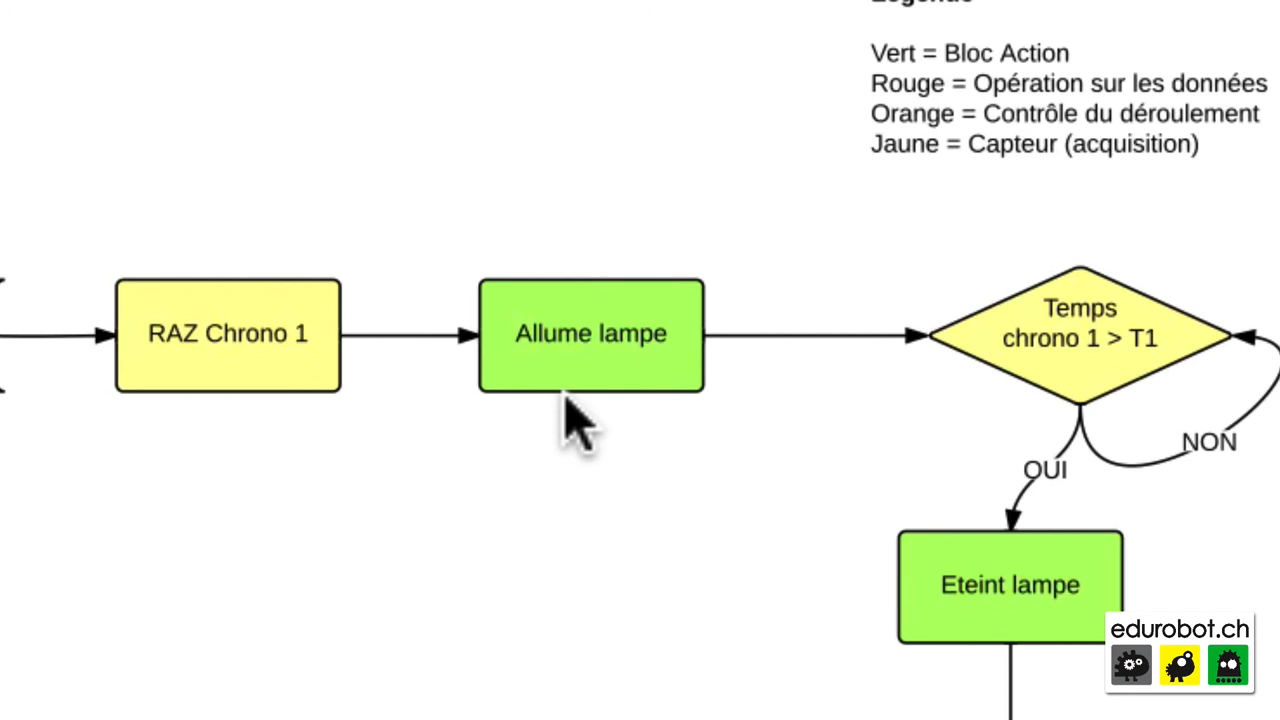 Légende
Vert = Bloc Action
Rouge = Opération sur les données
Orange = Contrôle du déroulement
Jaune = Capteur (acquisition)
RAZ Chrono 1
Allume lampe
Temps
chrono 1 > T1
NON
OUI
Eteint lampe
edurobot.ch